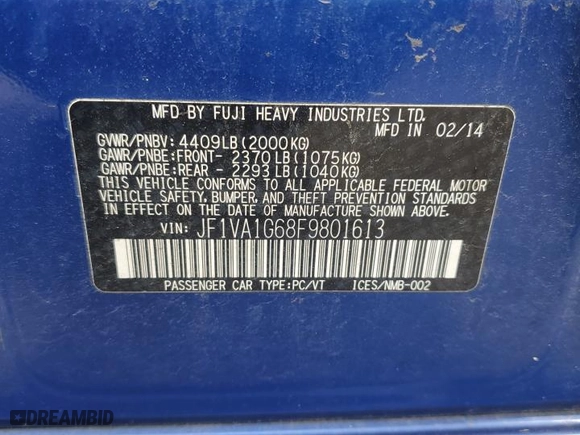 MFD BY FUJI HEAVY INDUSTRIES LTD.
MFD IN 02/14
GVWR/PNBV: 4409LB(2000KG)
GAWR/PNBE:FRONT- 2370LB(1075KG)
GAWR/PNBE:REAR - 2293LB(1040KG)
THIS VEHICLE CONFORMS TO ALL APPLICABLE FEDERAL MOTOR
VEHICLE SAFETY,BUMPER, AND THEFT PREVENTION STANDARDS
IN EFFECT ON THE DATE OF MANUFACTURE SHOWN ABOVE.
VIN: JF1VA1G68F9801613
PASSENGER CAR TYPE:PC/VT ICES/NMB-002
DREAMBID